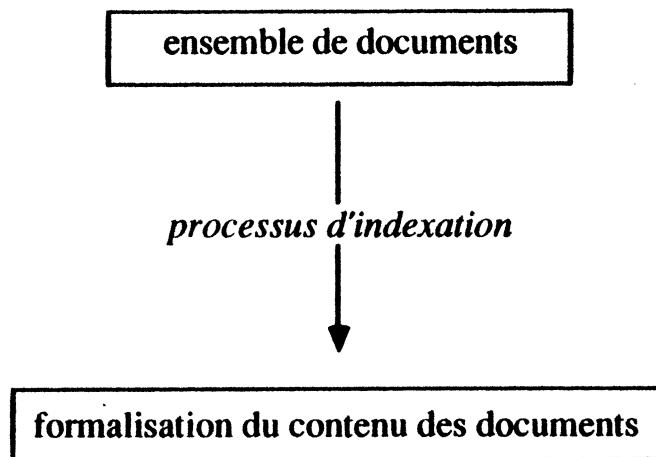 ensemble de documents
processus d'indexation
formalisation du contenu des documents